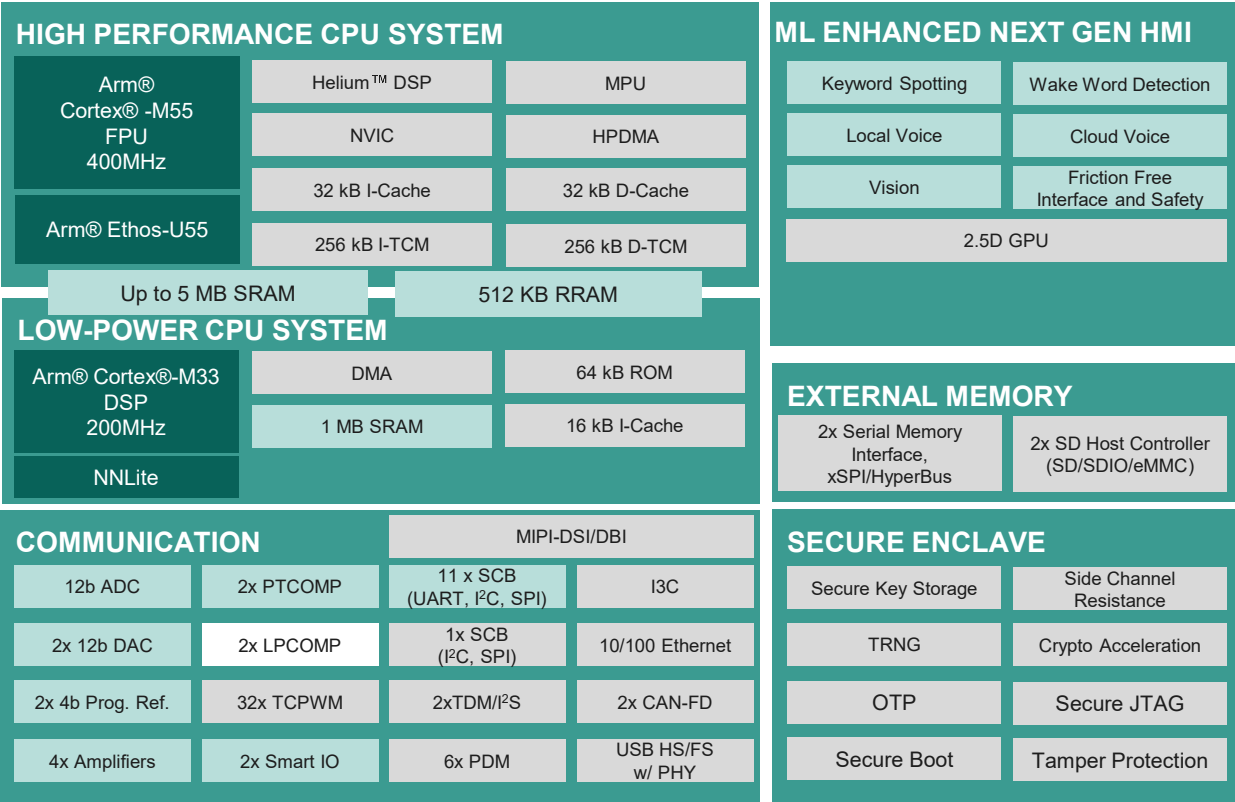 HIGH PERFORMANCE CPU SYSTEM
Arm®
Cortex® -M55
FPU
400MHz
Arm® Ethos-U55
Helium™ DSP
MPU
NVIC
HPDMA
32 kB I-Cache
32 kB D-Cache
256 kB I-TCM
256 kB D-TCM
Up to 5 MB SRAM
512 KB RRAM
LOW-POWER CPU SYSTEM
Arm® Cortex®-M33
DSP
200MHz
NNLite
DMA
64 kB ROM
1 MB SRAM
16 kB I-Cache
COMMUNICATION
MIPI-DSI/DBI
12b ADC
2x PTCOMP
11 x SCB
(UART, I²C, SPI)
I3C
2x 12b DAC
2x LPCOMP
1x SCB
(I²C, SPI)
10/100 Ethernet
2x 4b Prog. Ref.
32x TCPWM
2xTDM/I²S
2x CAN-FD
4x Amplifiers
2x Smart IO
6x PDM
USB HS/FS
w/ PHY
ML ENHANCED NEXT GEN HMI
Keyword Spotting
Wake Word Detection
Local Voice
Cloud Voice
Vision
Friction Free
Interface and Safety
2.5D GPU
EXTERNAL MEMORY
2x Serial Memory
Interface,
xSPI/HyperBus
2x SD Host Controller
(SD/SDIO/eMMC)
SECURE ENCLAVE
Secure Key Storage
Side Channel
Resistance
TRNG
Crypto Acceleration
OTP
Secure JTAG
Secure Boot
Tamper Protection